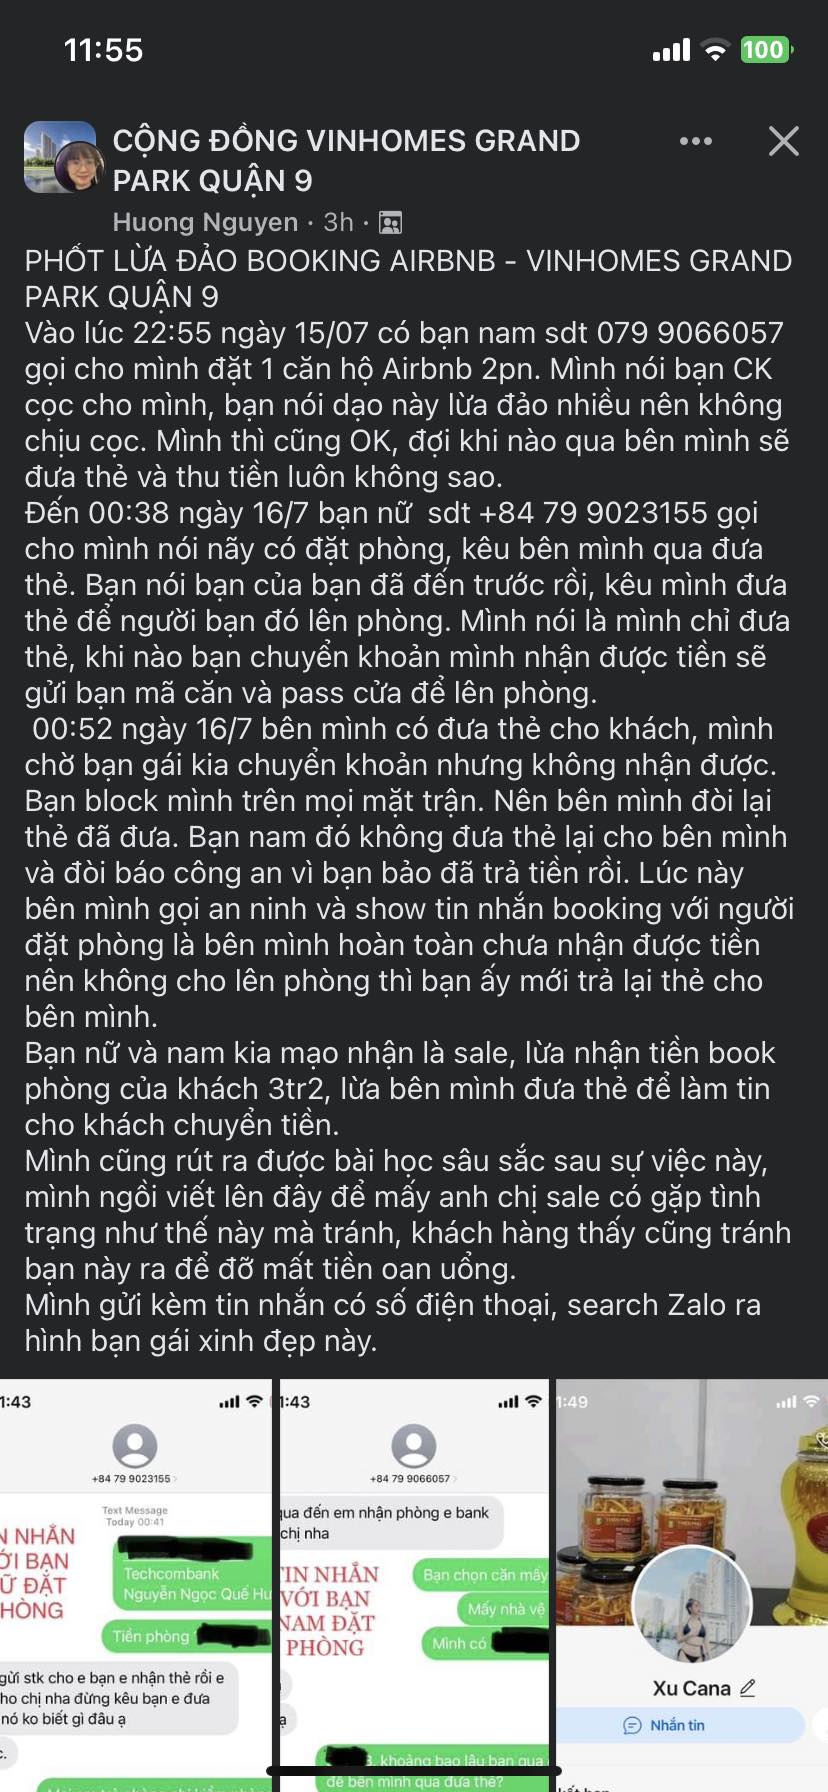 11:55
100
CỘNG ĐỒNG VINHOMES GRAND
PARK QUẬN 9
Huong Nguyen · 3h ·
PHỐT LỪA ĐẢO BOOKING AIRBNB - VINHOMES GRAND
PARK QUẬN 9
Vào lúc 22:55 ngày 15/07 có bạn nam sdt 079 9066057
gọi cho mình đặt 1 căn hộ Airbnb 2pn. Mình nói bạn CK
cọc cho mình, bạn nói dạo này lừa đảo nhiều nên không
chịu cọc. Mình thì cũng OK, đợi khi nào qua bên mình sẽ
đưa thẻ và thu tiền luôn không sao.
Đến 00:38 ngày 16/7 bạn nữ  sdt +84 79 9023155 gọi
cho mình nói nãy có đặt phòng, kêu bên mình qua đưa
thẻ. Bạn nói bạn của bạn đã đến trước rồi, kêu mình đưa
thẻ để người bạn đó lên phòng. Mình nói là mình chỉ đưa
thẻ, khi nào bạn chuyển khoản mình nhận được tiền sẽ
gửi bạn mã căn và pass cửa để lên phòng.
00:52 ngày 16/7 bên mình có đưa thẻ cho khách, mình
chờ bạn gái kia chuyển khoản nhưng không nhận được.
Bạn block mình trên mọi mặt trận. Nên bên mình đòi lại
thẻ đã đưa. Bạn nam đó không đưa thẻ lại cho bên mình
và đòi báo công an vì bạn bảo đã trả tiền rồi. Lúc này
bên mình gọi an ninh và show tin nhắn booking với người
đặt phòng là bên mình hoàn toàn chưa nhận được tiền
nên không cho lên phòng thì bạn ấy mới trả lại thẻ cho
bên mình.
Bạn nữ và nam kia mạo nhận là sale, lừa nhận tiền book
phòng của khách 3tr2, lừa bên mình đưa thẻ để làm tin
cho khách chuyển tiền.
Mình cũng rút ra được bài học sâu sắc sau sự việc này,
mình ngồi viết lên đây để mấy anh chị sale có gặp tình
trạng như thế này mà tránh, khách hàng thấy cũng tránh
bạn này ra để đỡ mất tiền oan uổng.
Mình gửi kèm tin nhắn có số điện thoại, search Zalo ra
hình bạn gái xinh đẹp này.
1:43
+84 79 9023155
Text Message
Today 00:41
N NHẮN
ỚI BẠN
Ữ ĐẶT
HÒNG
Techcombank
Nguyễn Ngọc Quế Hu
Tiền phòng
gửi stk cho e bạn e nhận thẻ rồi e
ho chị nha đừng kêu bạn e đưa
nó ko biết gì đâu ạ
c.
1:43
+84 79 9066057
qua đến em nhận phòng e bank
chị nha
TIN NHẮN
VỚI BẠN
NAM ĐẶT
PHÒNG
Bạn chọn căn mấy
Mấy nhà vệ
Mình có
ạ
3. khoảng bao lâu bạn qua
để bên mình qua đưa thẻ?
1:49
Xu Cana
Nhắn tin